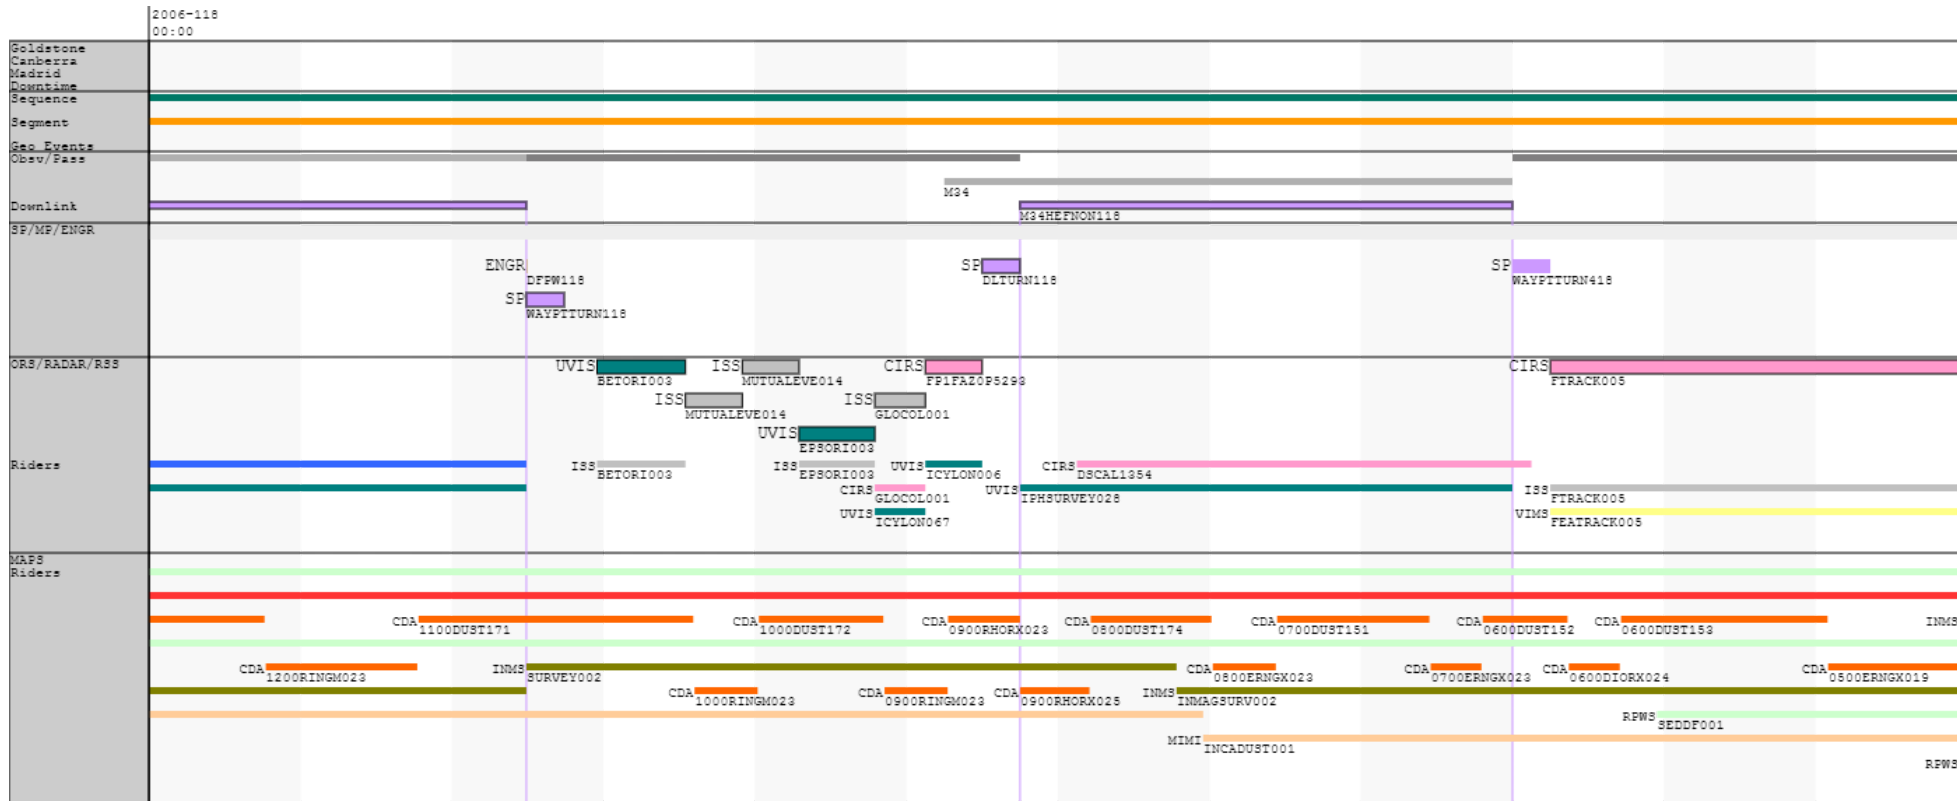 2006-118
00:00
Goldstone
Canberra
Madrid
Downtime
Sequence
Segment
Geo Events
Obsv/Pass
M34
Downlink
M34HEFNON118
SP/MP/ENGR
ENGR SP SP
DFPW118 DLTURN118 WAYPTTURN418
SP
WAYPTTURN118
ORS/RADAR/RSS UVIS ISS CIRS CIRS
BETORI003 MUTUALEVE014 FP1FAZ0P5293 FTRACK005
ISS ISS
MUTUALEVE014 GLOCOL001
UVIS
EPSORI003
Riders ISS ISS UVIS CIRS
BETORI003 EPSORI003 ICYLON006 DSCAL1354
CIRS UVIS ISS
GLOCOL001 IPHSURVEY028 FTRACK005
UVIS VIMS
ICYLON067 FEATRACK005
MAPS
Riders
CDA CDA CDA CDA CDA CDA CDA INMS
1100DUST171 1000DUST172 0900RHORX023 0800DUST174 0700DUST151 0600DUST152 0600DUST153
CDA INMS CDA CDA CDA CDA
1200RINGM023 SURVEY002 0800ERNGX023 0700ERNGX023 0600DIORX024 0500ERNGX019
CDA CDA CDA INMS
1000RINGM023 0900RINGM023 0900RHORX025 INMAGSURV002
RPWS
SEDDF001
MIMI
INCADUST001
RPWS